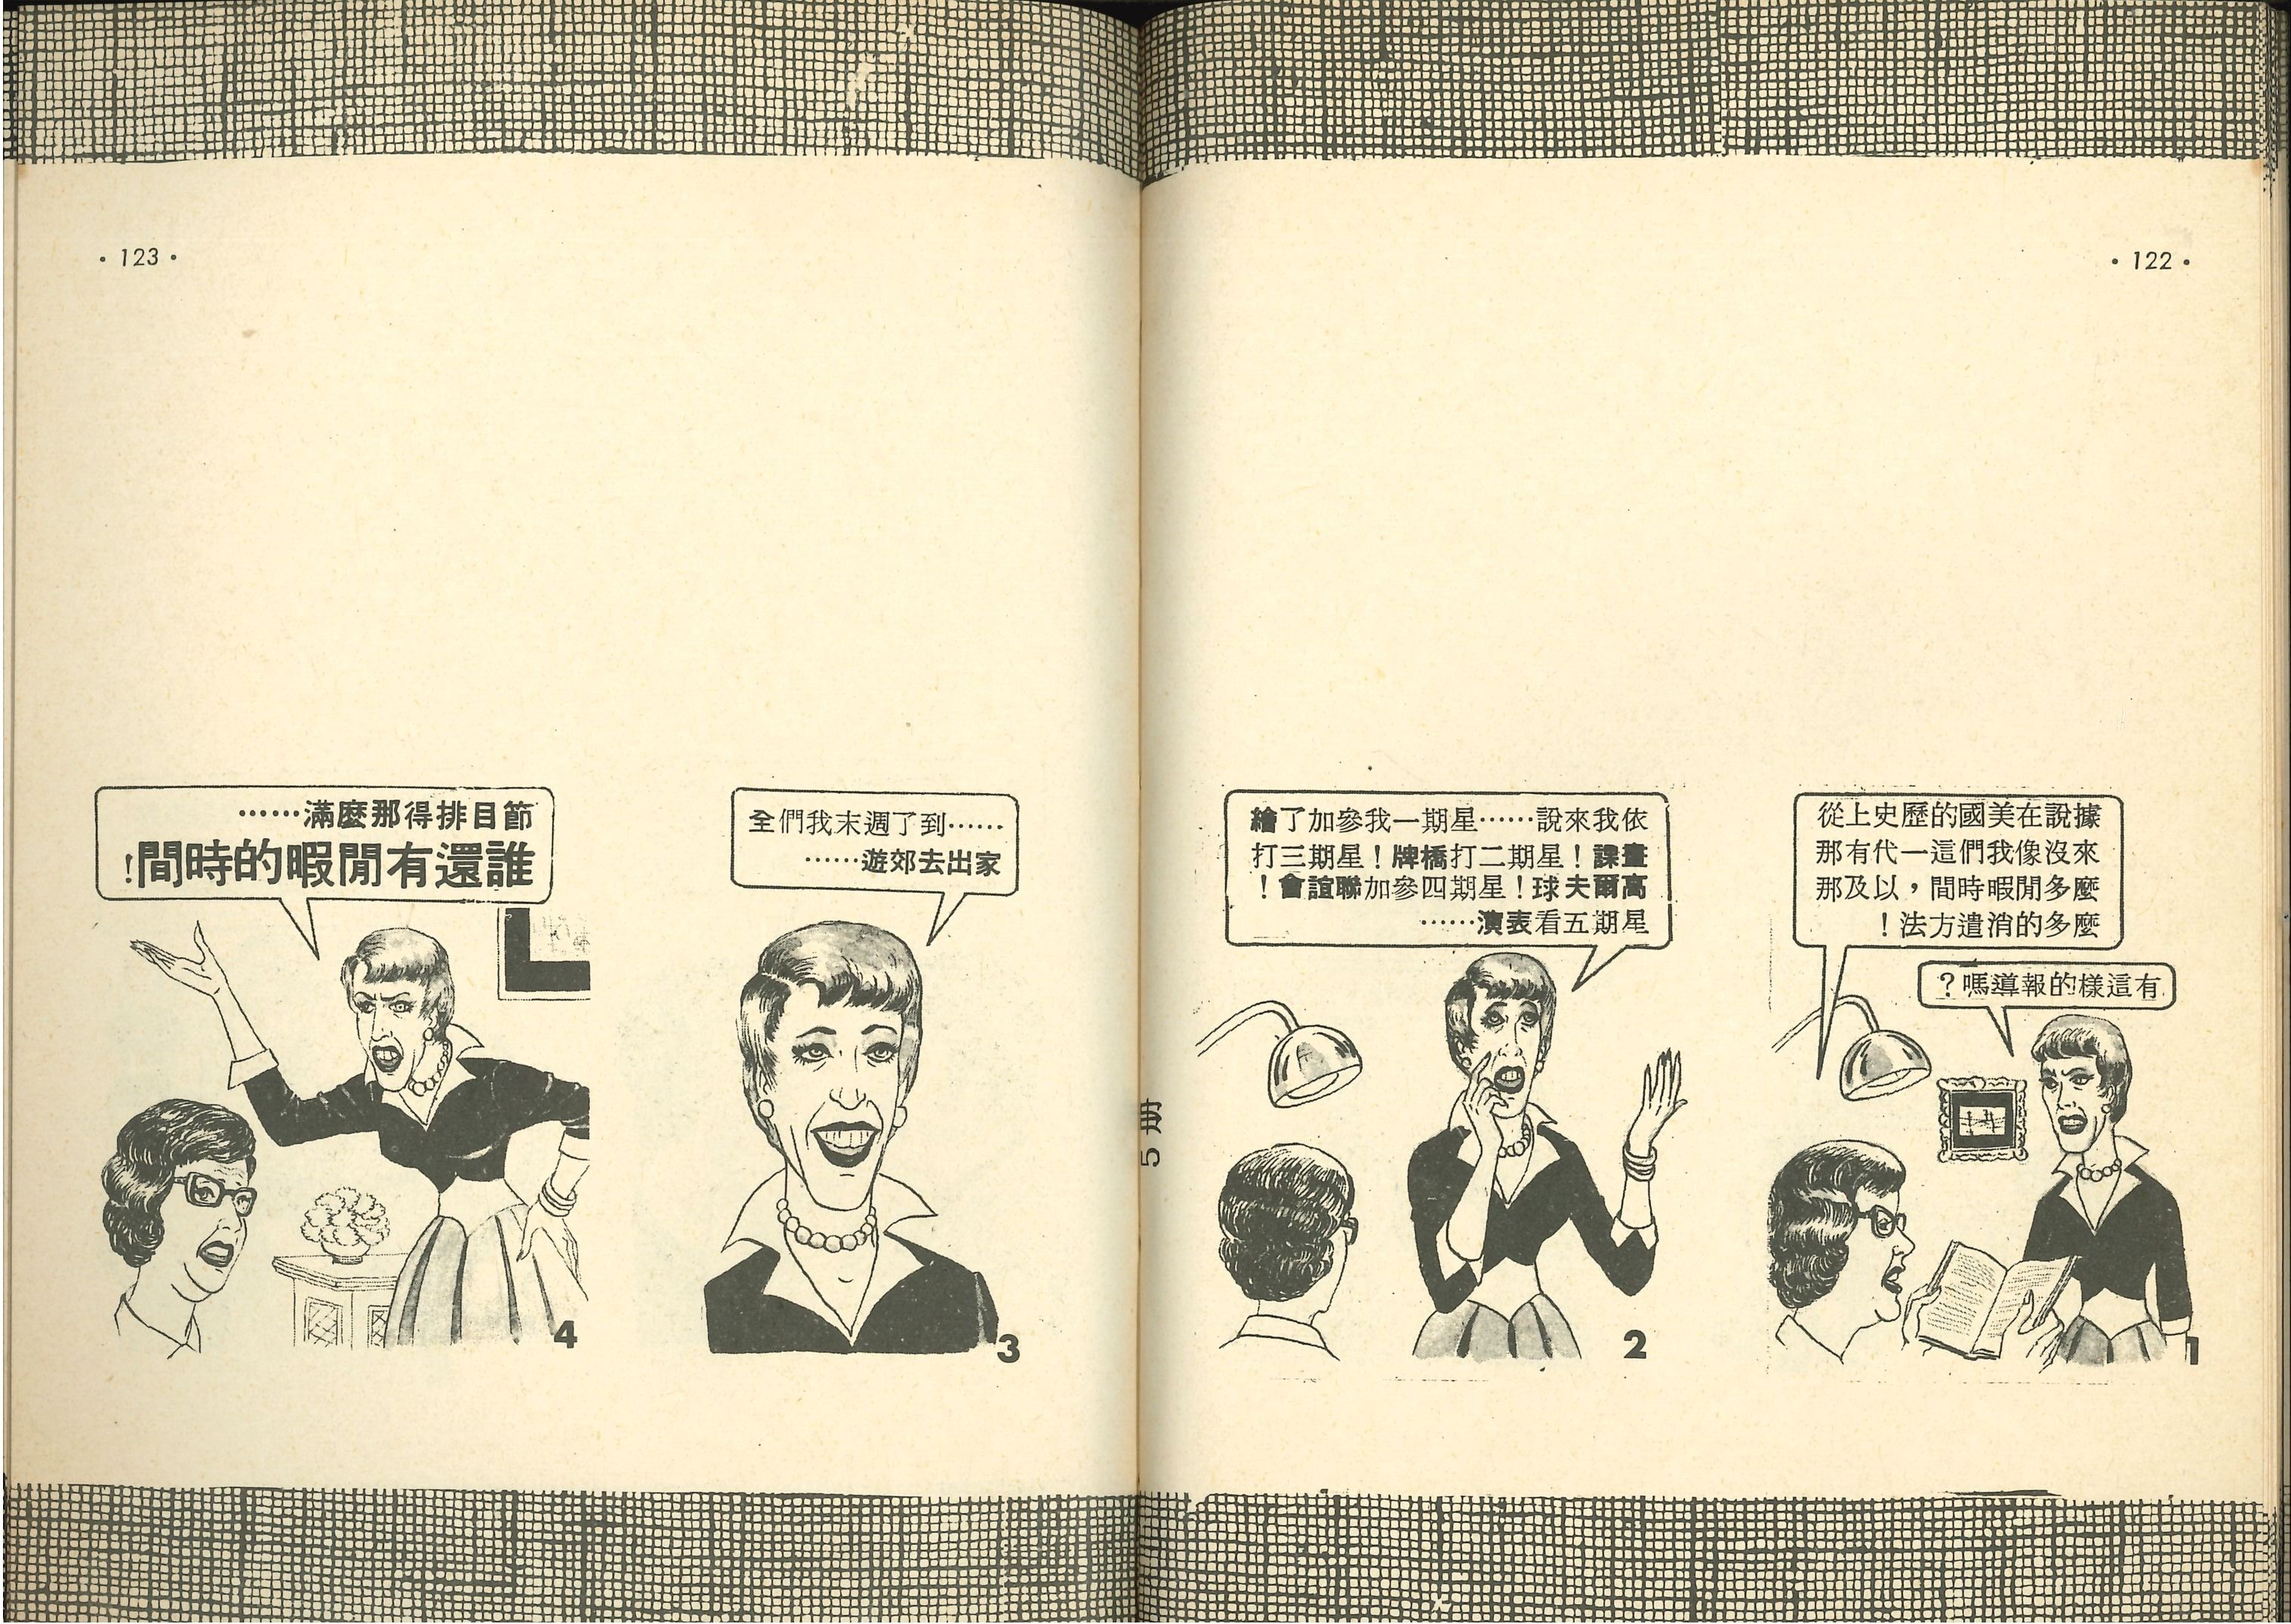 ·122·
據說在美國的歷史上從
來沒像我們這一代有那
麼多閒暇時間，以及那
麼多的消遣方法！
有這樣的報導嗎？
1
依我來說……星期一我參加了繪
畫課！星期二打橋牌！星期三打
高爾夫球！星期四參加聯誼會！
星期五看表演……
2
·123·
……到了週末我們全
家出去郊遊……
3
節目排得那麼滿……
誰還有閒暇的時間！
4